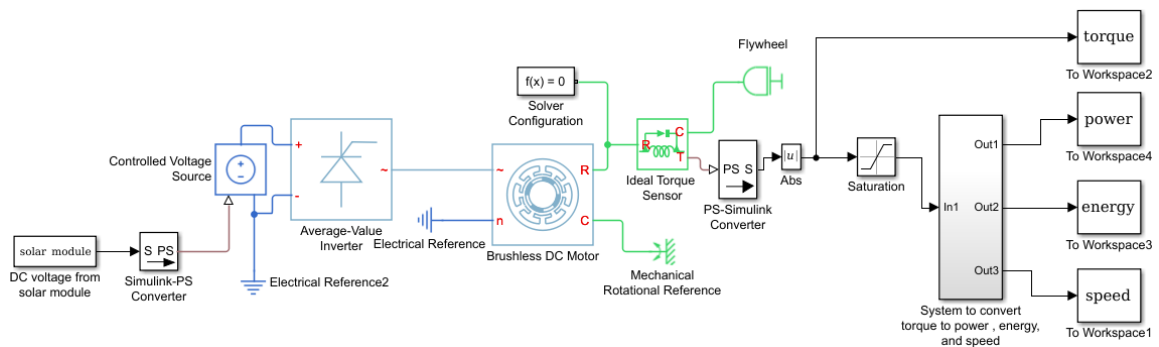 torque
To Workspace2
Flywheel
f(x) = 0
Solver
Configuration
power
To Workspace4
R
C
T
Ideal Torque
Sensor
PS S
PS-Simulink
Converter
|u|
Abs
Saturation
Controlled Voltage
Source
+
-
~
Average-Value
Inverter
~
n
R
C
Brushless DC Motor
Electrical Reference
Mechanical
Rotational Reference
In1
Out1
Out2
Out3
System to convert
torque to power , energy,
and speed
energy
To Workspace3
speed
To Workspace1
solar module
DC voltage from
solar module
S PS
Simulink-PS
Converter
Electrical Reference2